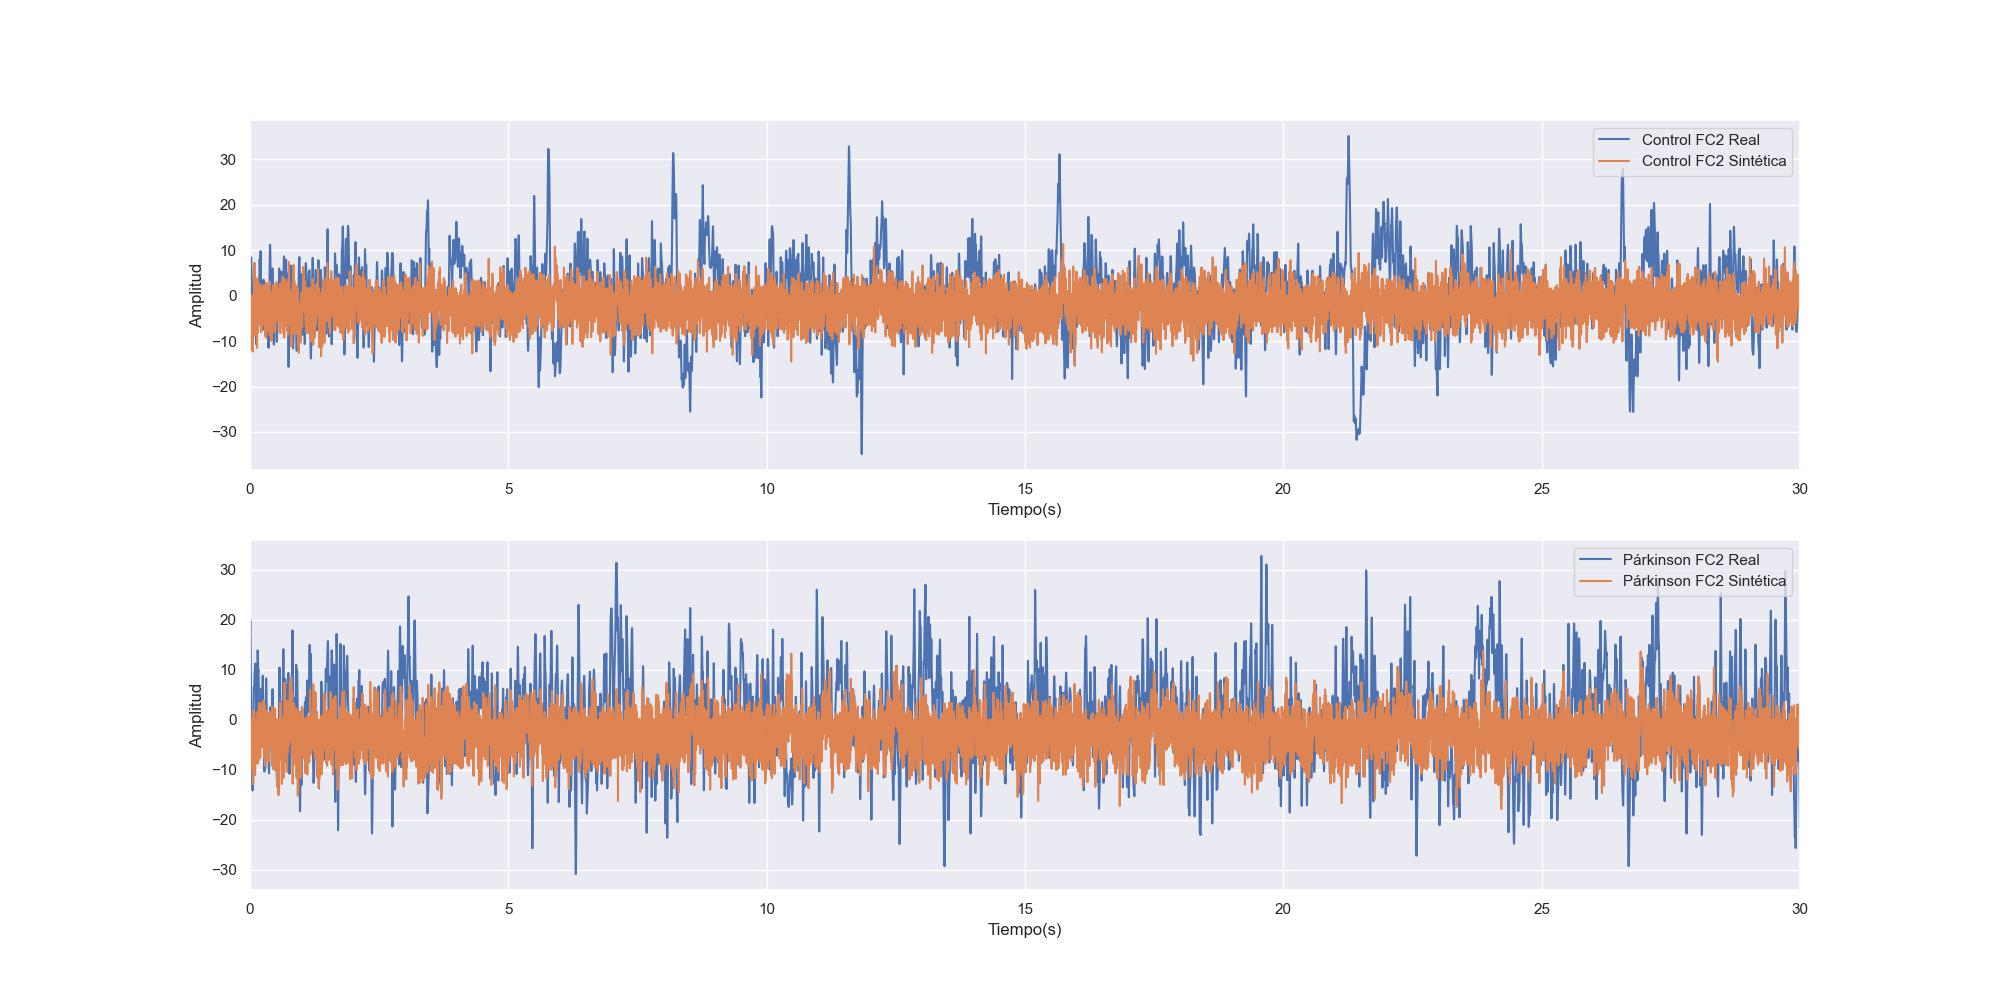 30
20
10
0
−10
−20
−30
Amplitud
Control FC2 Real
Control FC2 Sintética
0 5 10 15 20 25 30
Tiempo(s)
30
20
10
0
−10
−20
−30
Amplitud
Párkinson FC2 Real
Párkinson FC2 Sintética
0 5 10 15 20 25 30
Tiempo(s)